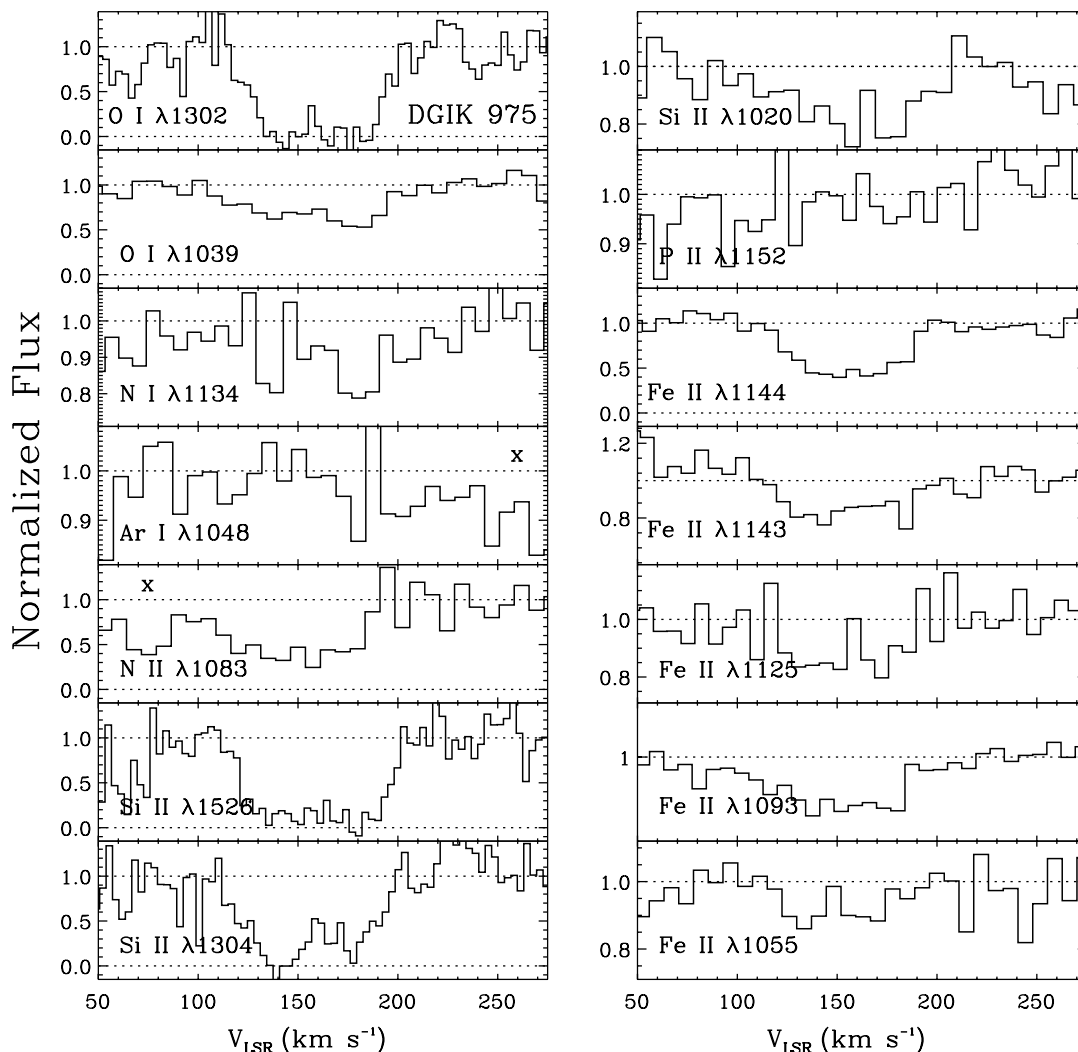 Normalized Flux
1.0
0.5
0.0
O I λ1302
DGIK 975
1.0
0.5
0.0
O I λ1039
1.0
0.9
0.8
N I λ1134
1.0
0.9
Ar I λ1048
x
1.0
0.5
0.0
N II λ1083
x
1.0
0.5
0.0
Si II λ1526
1.0
0.5
0.0
Si II λ1304
50 100 150 200 250
V_LSR (km s⁻¹)
1.0
0.8
Si II λ1020
1.0
0.9
P II λ1152
1.0
0.5
0.0
Fe II λ1144
1.2
1.0
0.8
Fe II λ1143
1.0
0.8
Fe II λ1125
1
Fe II λ1093
1.0
0.8
Fe II λ1055
50 100 150 200 250
V_LSR (km s⁻¹)